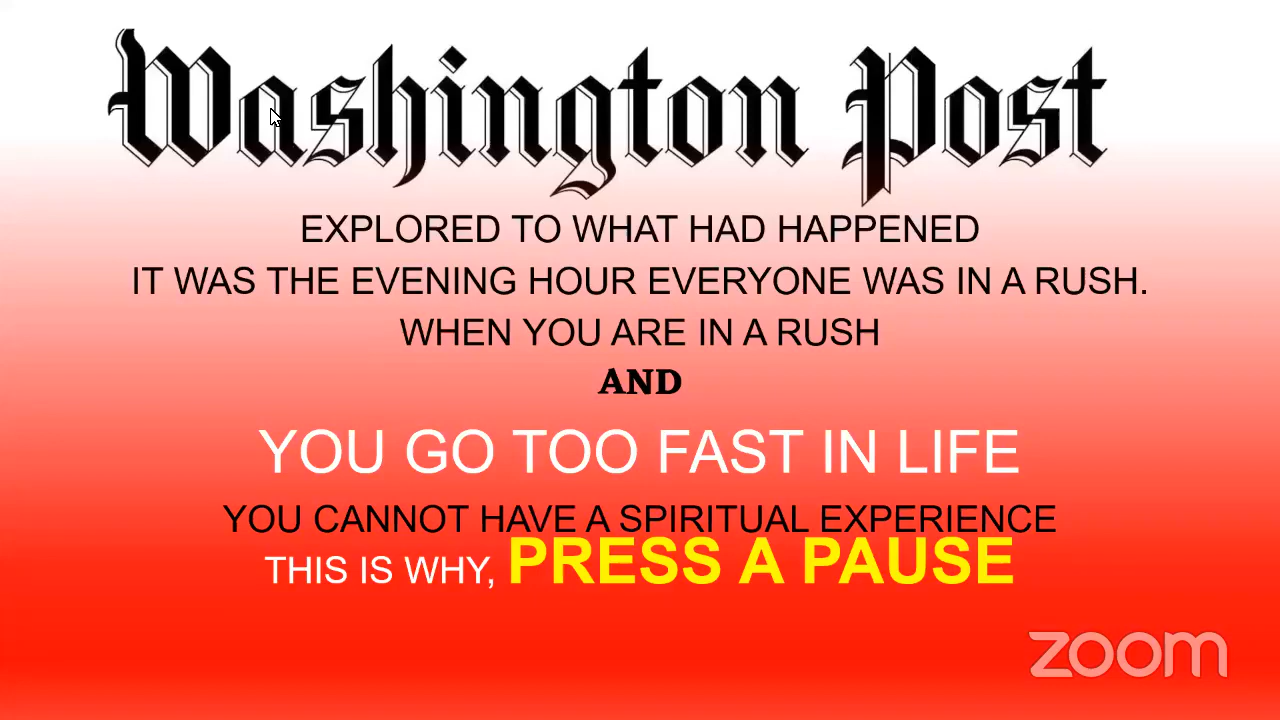 Washington Post
EXPLORED TO WHAT HAD HAPPENED
IT WAS THE EVENING HOUR EVERYONE WAS IN A RUSH.
WHEN YOU ARE IN A RUSH
AND
YOU GO TOO FAST IN LIFE
YOU CANNOT HAVE A SPIRITUAL EXPERIENCE
THIS IS WHY, PRESS A PAUSE
zoom